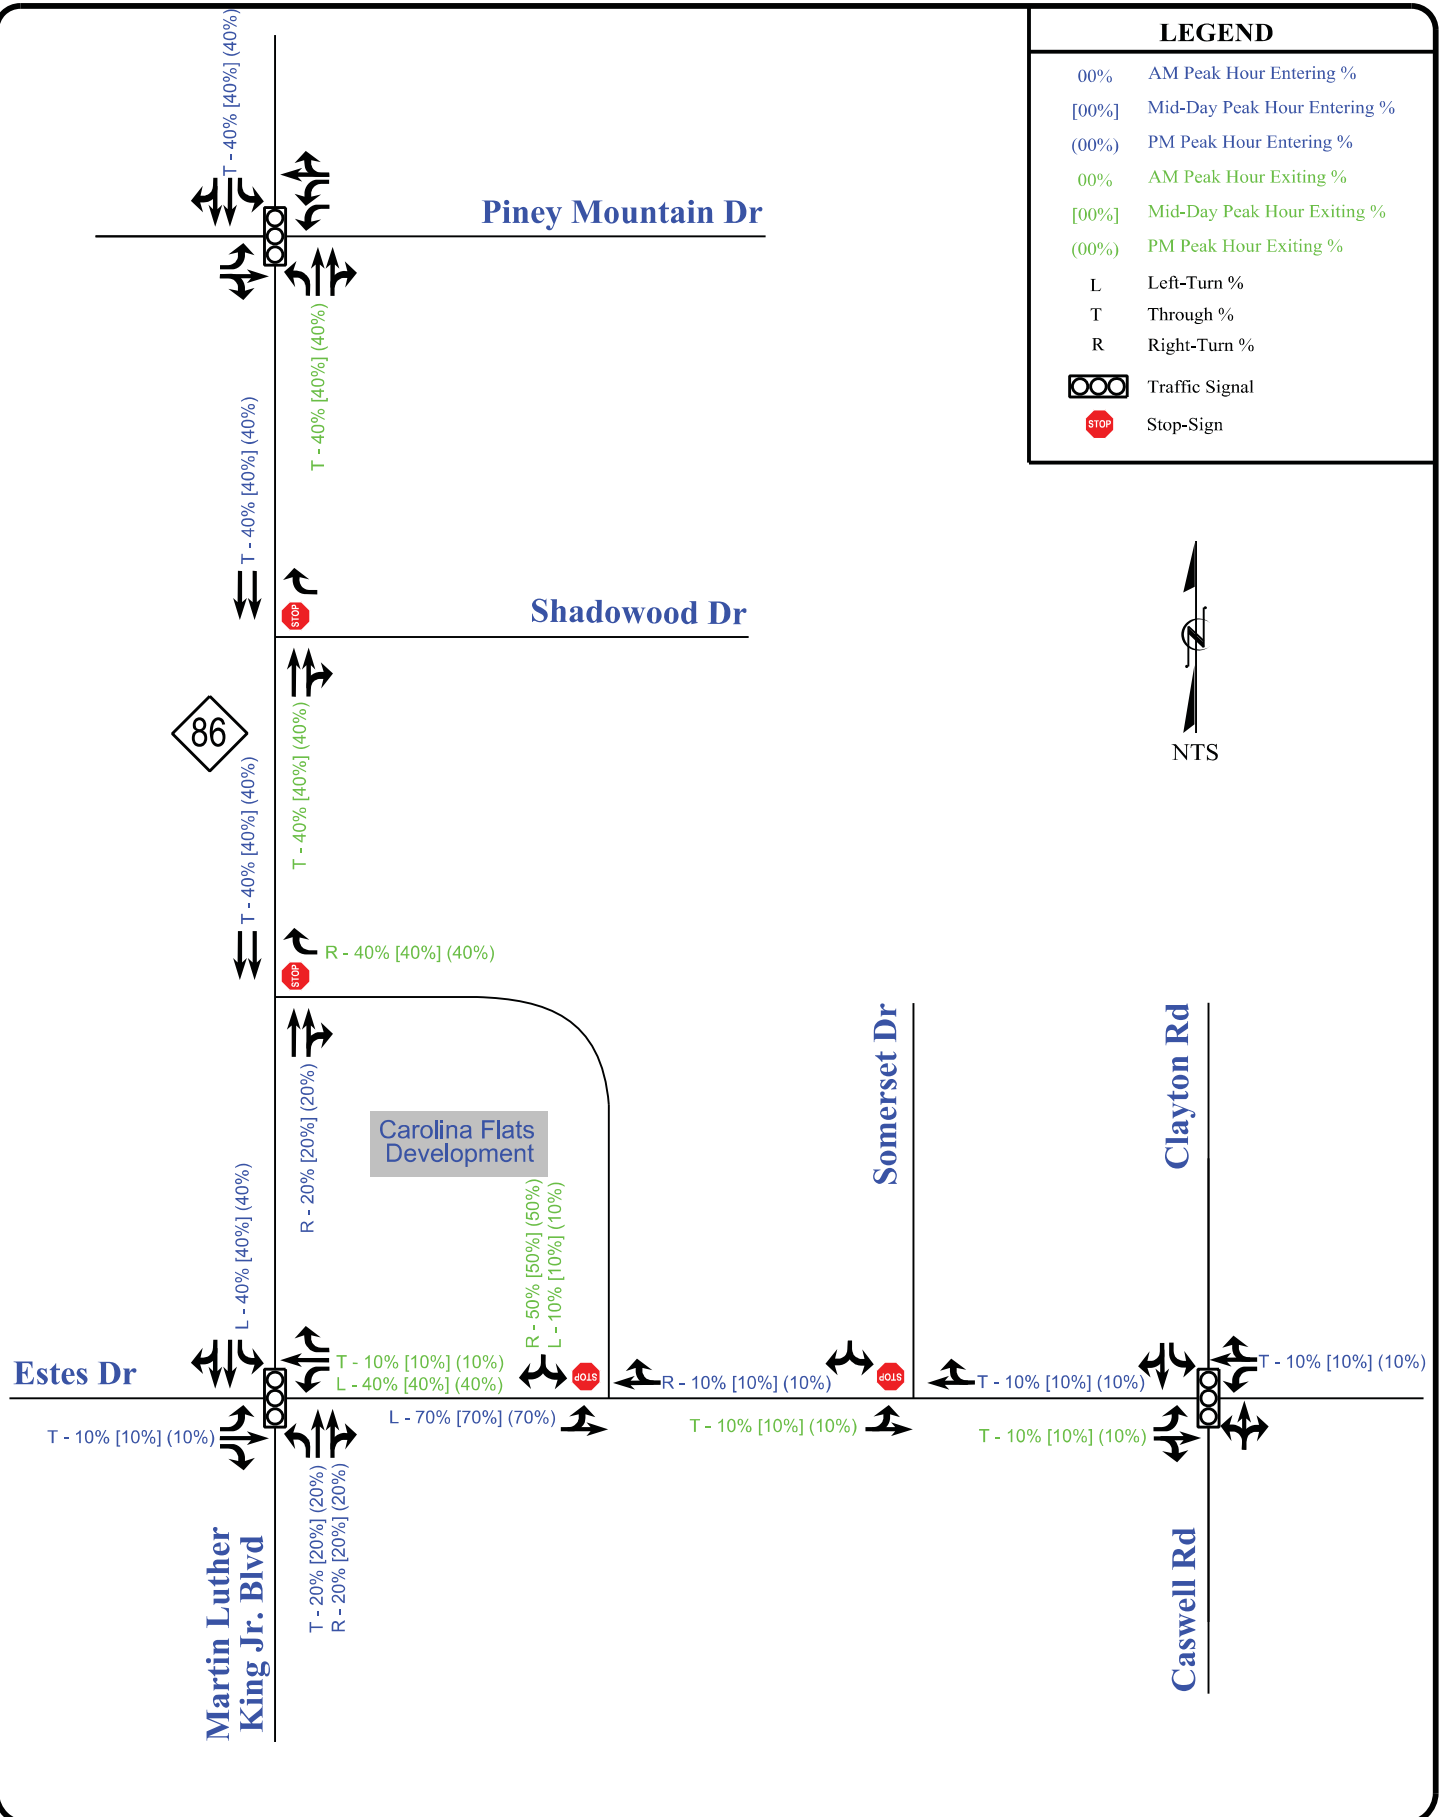 LEGEND
00% AM Peak Hour Entering %
[00%] Mid-Day Peak Hour Entering %
(00%) PM Peak Hour Entering %
00% AM Peak Hour Exiting %
[00%] Mid-Day Peak Hour Exiting %
(00%) PM Peak Hour Exiting %
L Left-Turn %
T Through %
R Right-Turn %
Traffic Signal
STOP Stop-Sign
T - 40% [40%] (40%)
Piney Mountain Dr
T - 40% [40%] (40%)
T - 40% [40%] (40%)
STOP
Shadowood Dr
86
NTS
T - 40% [40%] (40%)
T - 40% [40%] (40%)
R - 40% [40%] (40%)
STOP
R - 20% [20%] (20%)
Carolina Flats
Development
Somerset Dr
Clayton Rd
L - 40% [40%] (40%)
R - 50% [50%] (50%)
L - 10% [10%] (10%)
Estes Dr
T - 10% [10%] (10%)
L - 40% [40%] (40%)
STOP
R - 10% [10%] (10%)
STOP
T - 10% [10%] (10%)
T - 10% [10%] (10%)
T - 10% [10%] (10%)
L - 70% [70%] (70%)
T - 10% [10%] (10%)
T - 10% [10%] (10%)
T - 20% [20%] (20%)
R - 20% [20%] (20%)
Martin Luther
King Jr. Blvd
Caswell Rd